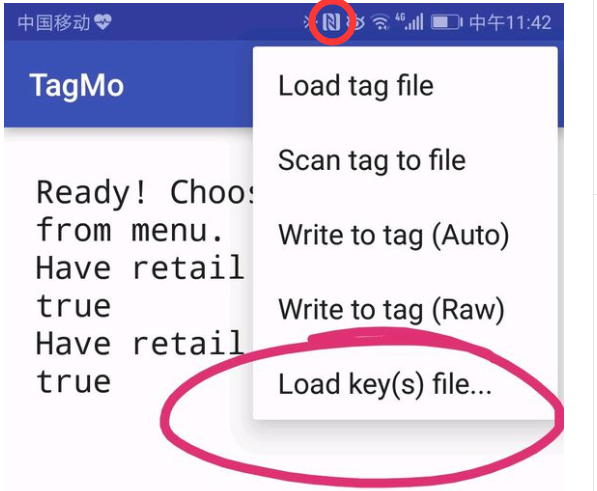 中国移动 4G 中午11:42
TagMo
Load tag file
Scan tag to file
Write to tag (Auto)
Write to tag (Raw)
Load key(s) file...
Ready! Choos
from menu.
Have retail
true
Have retail
true